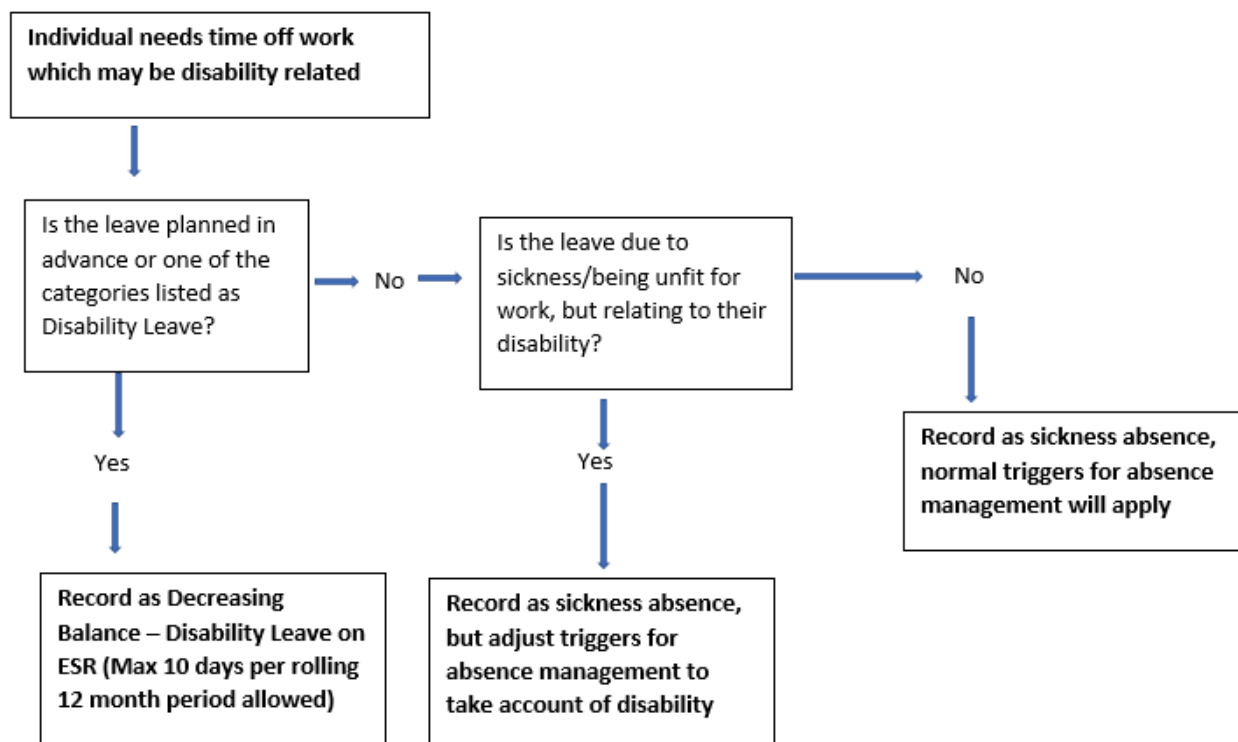 Individual needs time off work
which may be disability related
Is the leave planned in
advance or one of the
categories listed as
Disability Leave?
No
Is the leave due to
sickness/being unfit for
work, but relating to their
disability?
No
Yes
Yes
Record as sickness absence,
normal triggers for absence
management will apply
Record as Decreasing
Balance – Disability Leave on
ESR (Max 10 days per rolling
12 month period allowed)
Record as sickness absence,
but adjust triggers for
absence management to
take account of disability